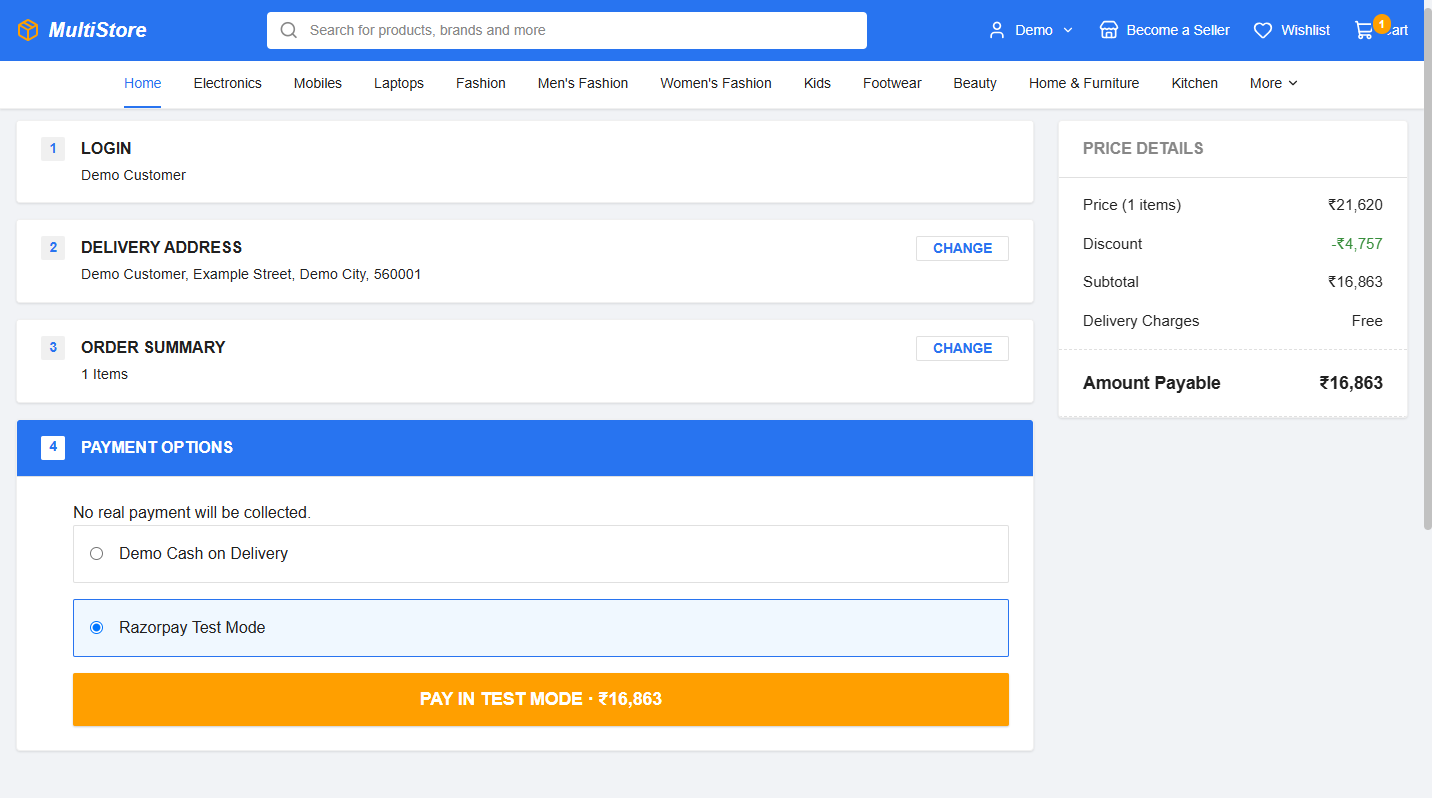 MultiStore
Search for products, brands and more
Demo
Become a Seller
Wishlist
1
Home Electronics Mobiles Laptops Fashion Men's Fashion Women's Fashion Kids Footwear Beauty Home & Furniture Kitchen More
1 LOGIN
Demo Customer
2 DELIVERY ADDRESS
CHANGE
Demo Customer, Example Street, Demo City, 560001
3 ORDER SUMMARY
CHANGE
1 Items
4 PAYMENT OPTIONS
No real payment will be collected.
Demo Cash on Delivery
Razorpay Test Mode
PAY IN TEST MODE · ₹16,863
PRICE DETAILS
Price (1 items) ₹21,620
Discount -₹4,757
Subtotal ₹16,863
Delivery Charges Free
Amount Payable ₹16,863